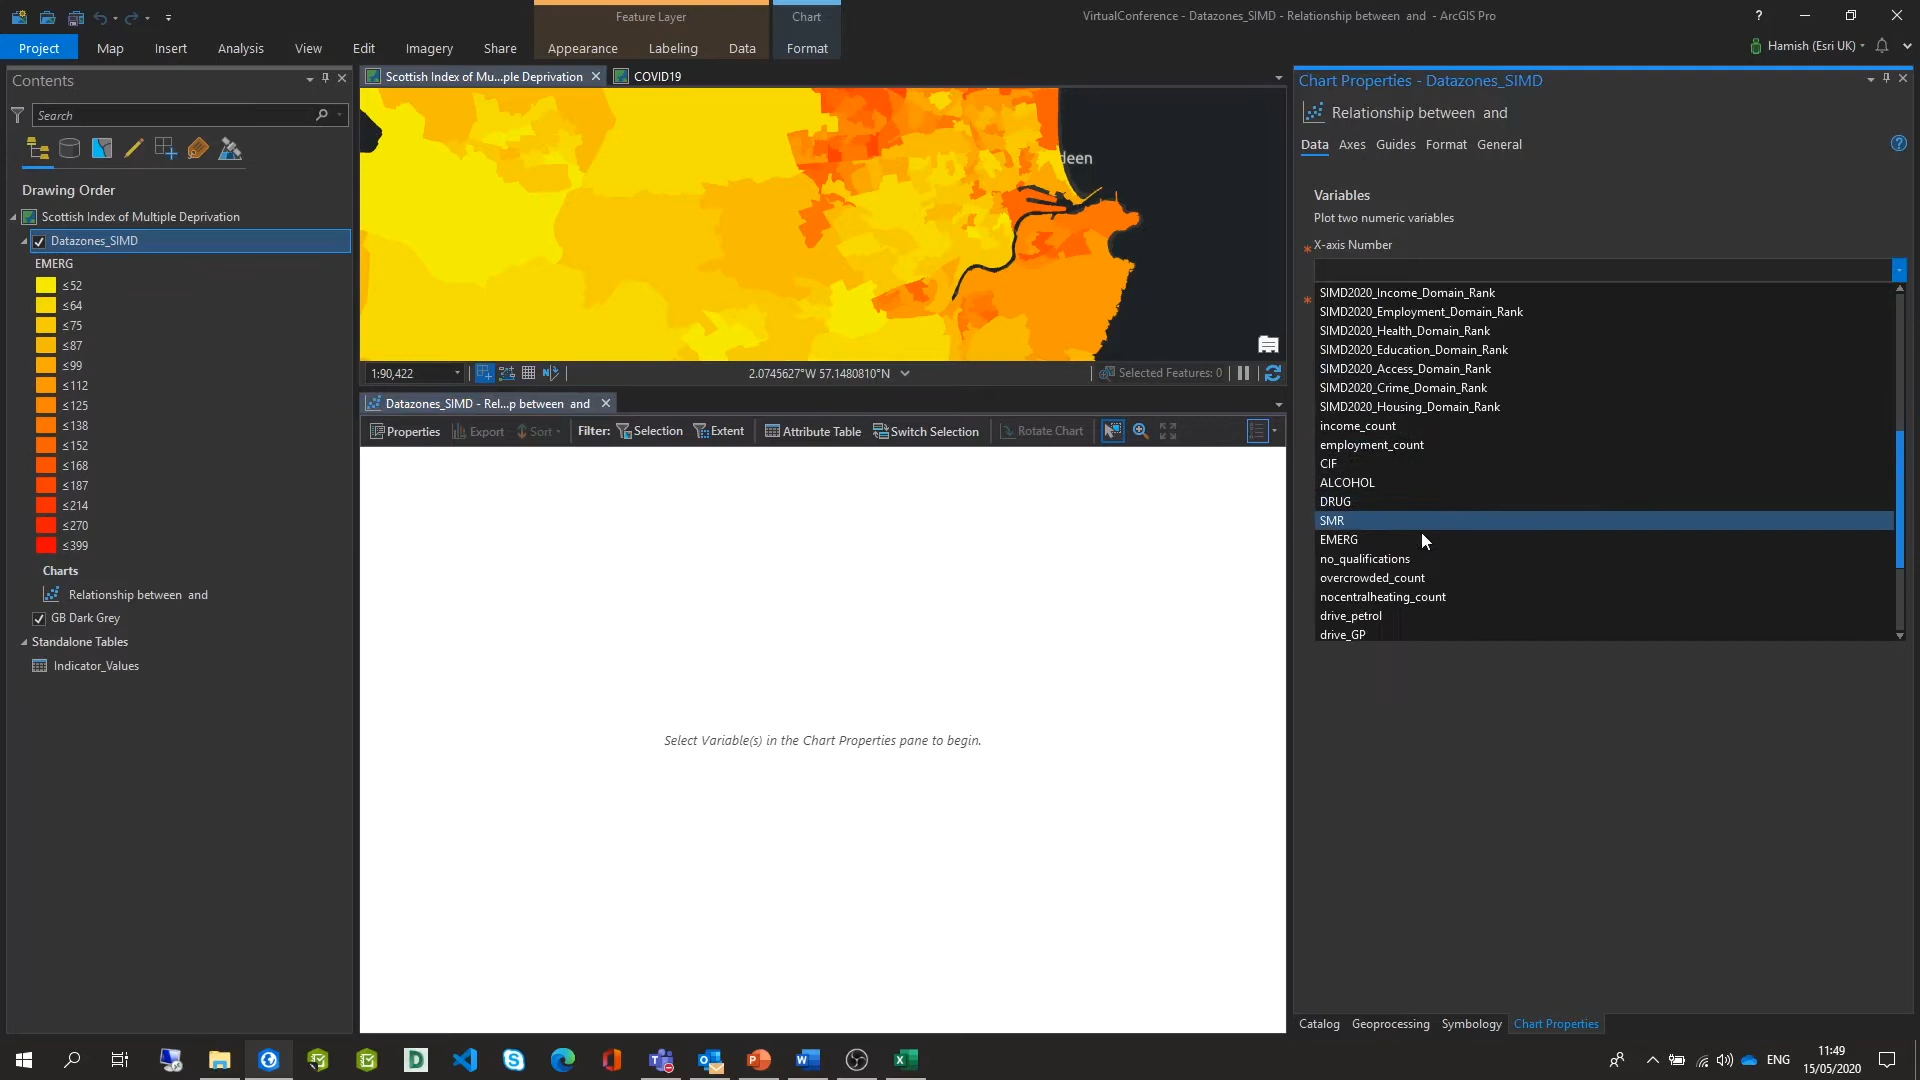 Feature Layer
Chart
VirtualConference - Datazones_SIMD - Relationship between  and  - ArcGIS Pro
?
Project
Map
Insert
Analysis
View
Edit
Imagery
Share
Appearance
Labeling
Data
Format
Hamish (Esri UK)
Contents
Search
Drawing Order
Scottish Index of Multiple Deprivation
Datazones_SIMD
EMERG
≤52
≤64
≤75
≤87
≤99
≤112
≤125
≤138
≤152
≤168
≤187
≤214
≤270
≤399
Charts
Relationship between  and
GB Dark Grey
Standalone Tables
Indicator_Values
Scottish Index of Mu...ple Deprivation
COVID19
deen
1:90,422
2.0745627°W 57.1480810°N
Selected Features: 0
Datazones_SIMD - Rel...p between  and
Properties
Export
Sort
Filter:
Selection
Extent
Attribute Table
Switch Selection
Rotate Chart
Select Variable(s) in the Chart Properties pane to begin.
Chart Properties - Datazones_SIMD
Relationship between  and
Data
Axes
Guides
Format
General
Variables
Plot two numeric variables
* X-axis Number
*
SIMD2020_Income_Domain_Rank
SIMD2020_Employment_Domain_Rank
SIMD2020_Health_Domain_Rank
SIMD2020_Education_Domain_Rank
SIMD2020_Access_Domain_Rank
SIMD2020_Crime_Domain_Rank
SIMD2020_Housing_Domain_Rank
income_count
employment_count
CIF
ALCOHOL
DRUG
SMR
EMERG
no_qualifications
overcrowded_count
nocentralheating_count
drive_petrol
drive_GP
Catalog
Geoprocessing
Symbology
Chart Properties
ENG
11:49
15/05/2020